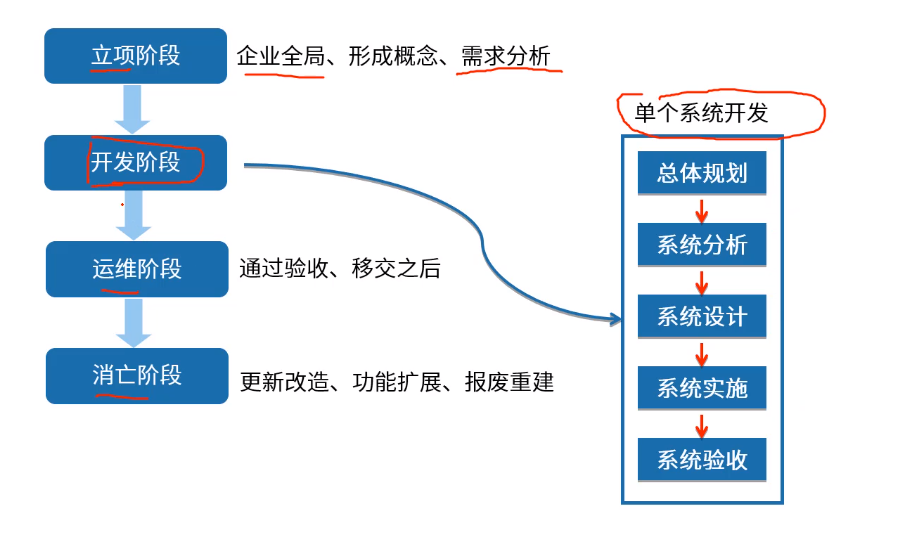 立项阶段
企业全局、形成概念、需求分析
开发阶段
运维阶段
通过验收、移交之后
消亡阶段
更新改造、功能扩展、报废重建
单个系统开发
总体规划
系统分析
系统设计
系统实施
系统验收